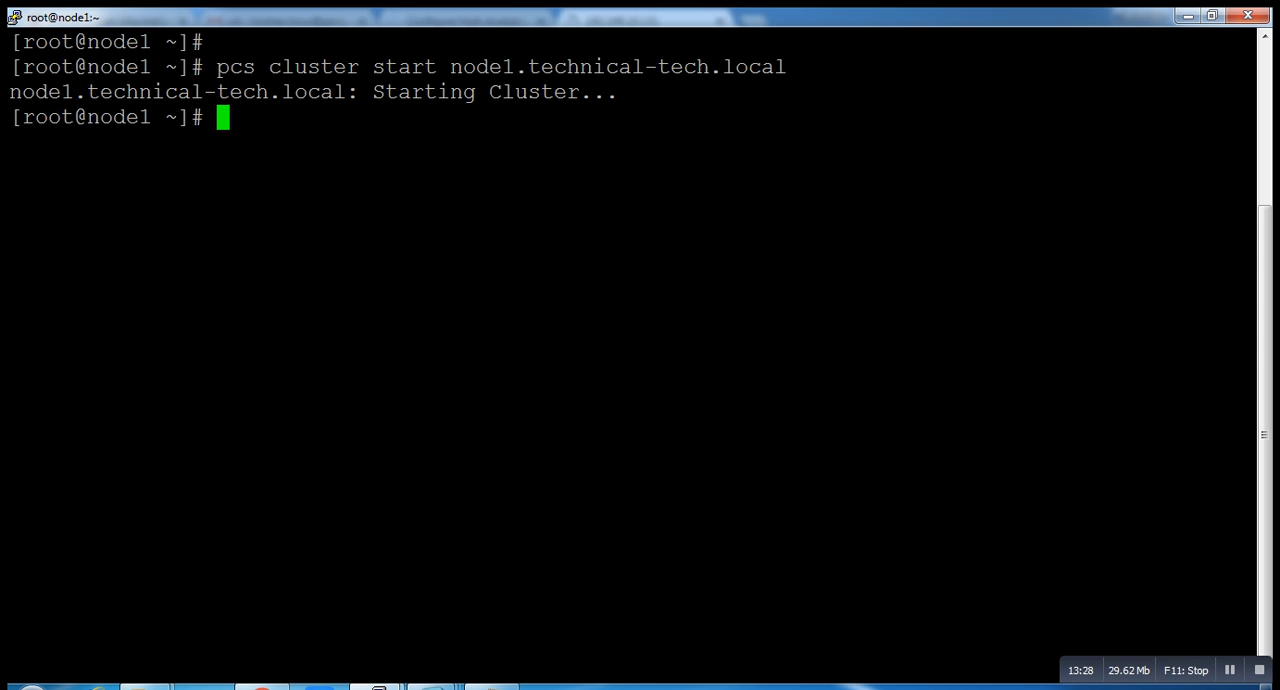 root@node1:~
[root@node1 ~]#
[root@node1 ~]# pcs cluster start node1.technical-tech.local
node1.technical-tech.local: Starting Cluster...
[root@node1 ~]#
13:28 29.62 Mb F11: Stop